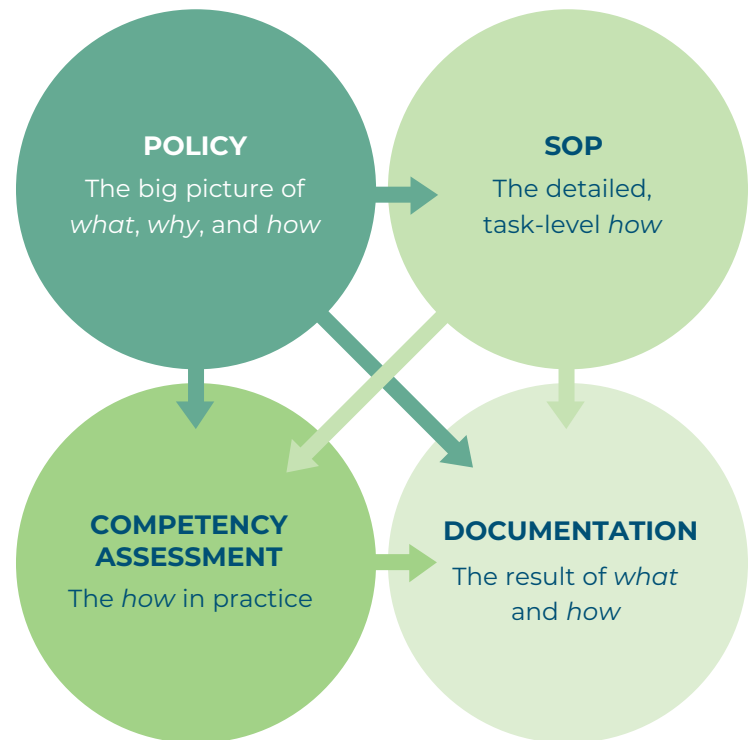 POLICY
The big picture of
what, why, and how
SOP
The detailed,
task-level how
COMPETENCY
ASSESSMENT
The how in practice
DOCUMENTATION
The result of what
and how